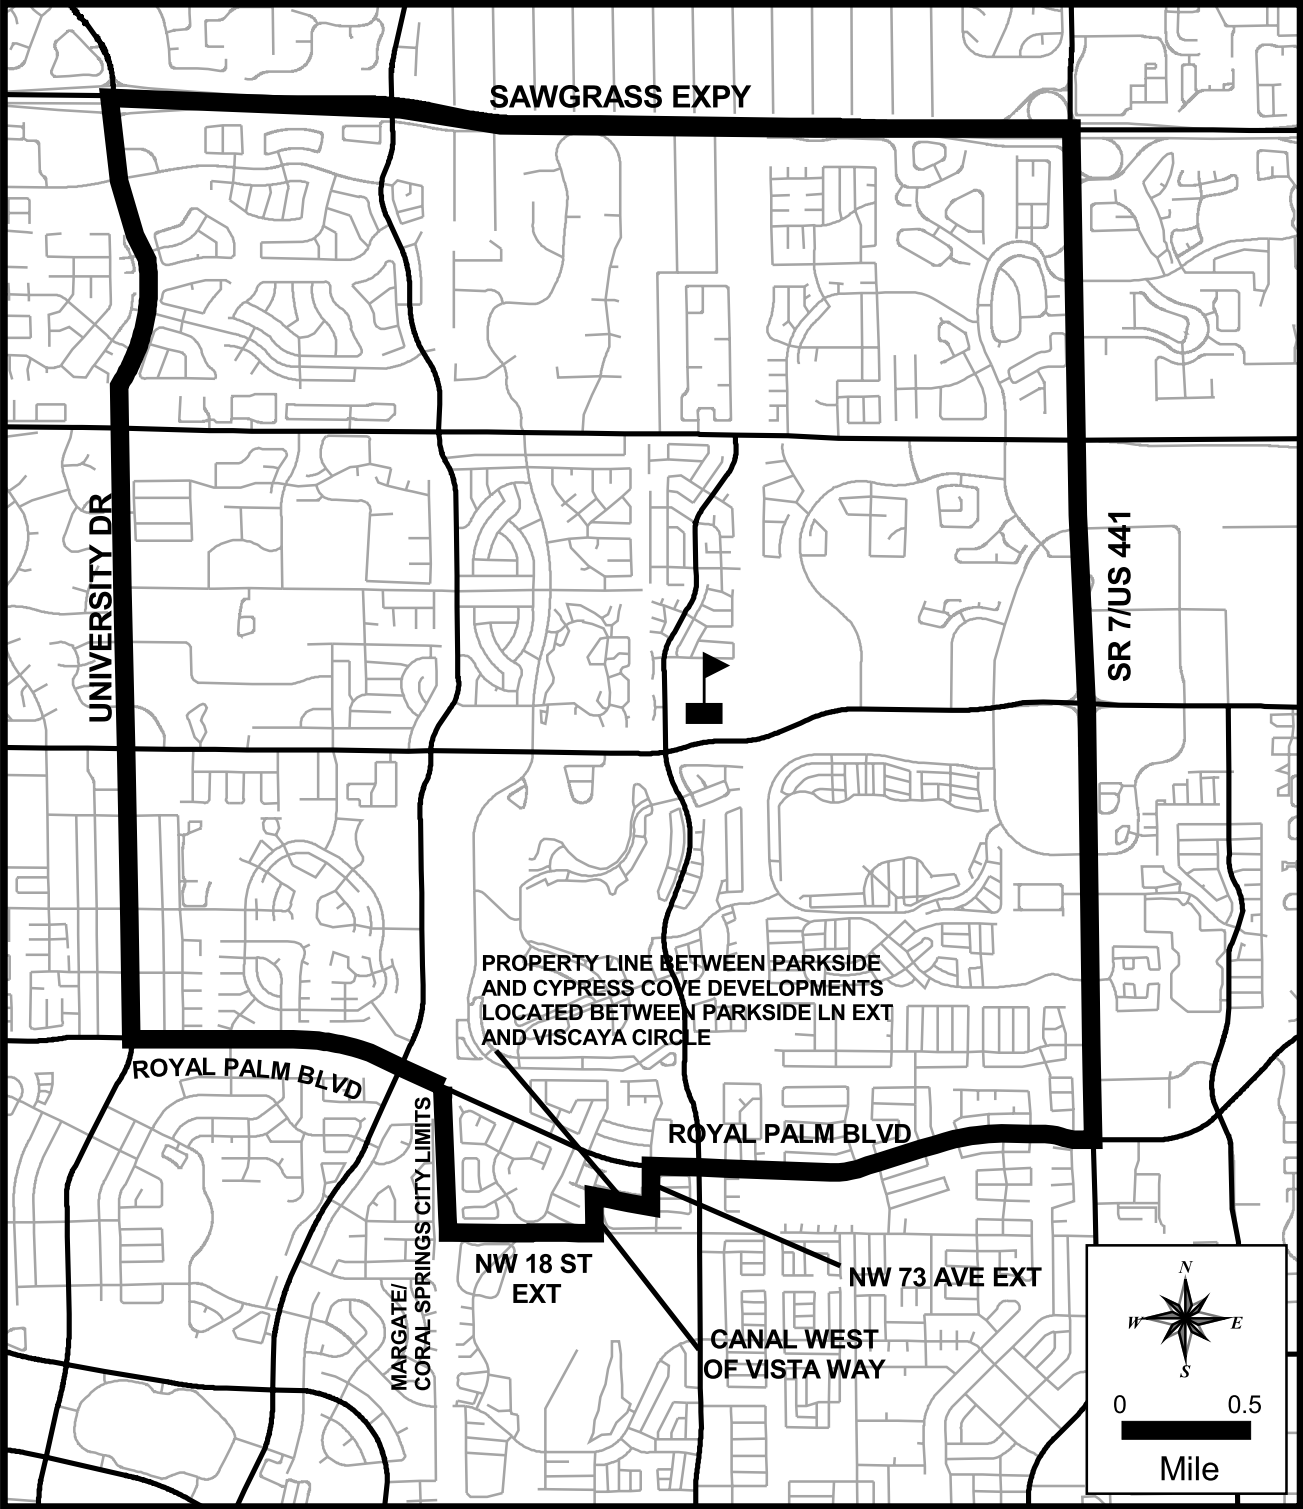 SAWGRASS EXPY
UNIVERSITY DR
SR 7/US 441
PROPERTY LINE BETWEEN PARKSIDE
AND CYPRESS COVE DEVELOPMENTS
LOCATED BETWEEN PARKSIDE LN EXT
AND VISCAYA CIRCLE
ROYAL PALM BLVD
MARGATE/
CORAL SPRINGS CITY LIMITS
ROYAL PALM BLVD
NW 18 ST
EXT
NW 73 AVE EXT
CANAL WEST
OF VISTA WAY
N
W
E
S
0
0.5
Mile